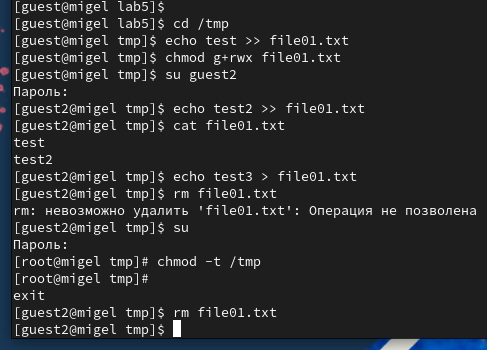 [guest@migel lab5]$
[guest@migel lab5]$ cd /tmp
[guest@migel tmp]$ echo test >> file01.txt
[guest@migel tmp]$ chmod g+rwx file01.txt
[guest@migel tmp]$ su guest2
Пароль:
[guest2@migel tmp]$ echo test2 >> file01.txt
[guest2@migel tmp]$ cat file01.txt
test
test2
[guest2@migel tmp]$ echo test3 > file01.txt
[guest2@migel tmp]$ rm file01.txt
rm: невозможно удалить 'file01.txt': Операция не позволена
[guest2@migel tmp]$ su
Пароль:
[root@migel tmp]# chmod -t /tmp
[root@migel tmp]#
exit
[guest2@migel tmp]$ rm file01.txt
[guest2@migel tmp]$